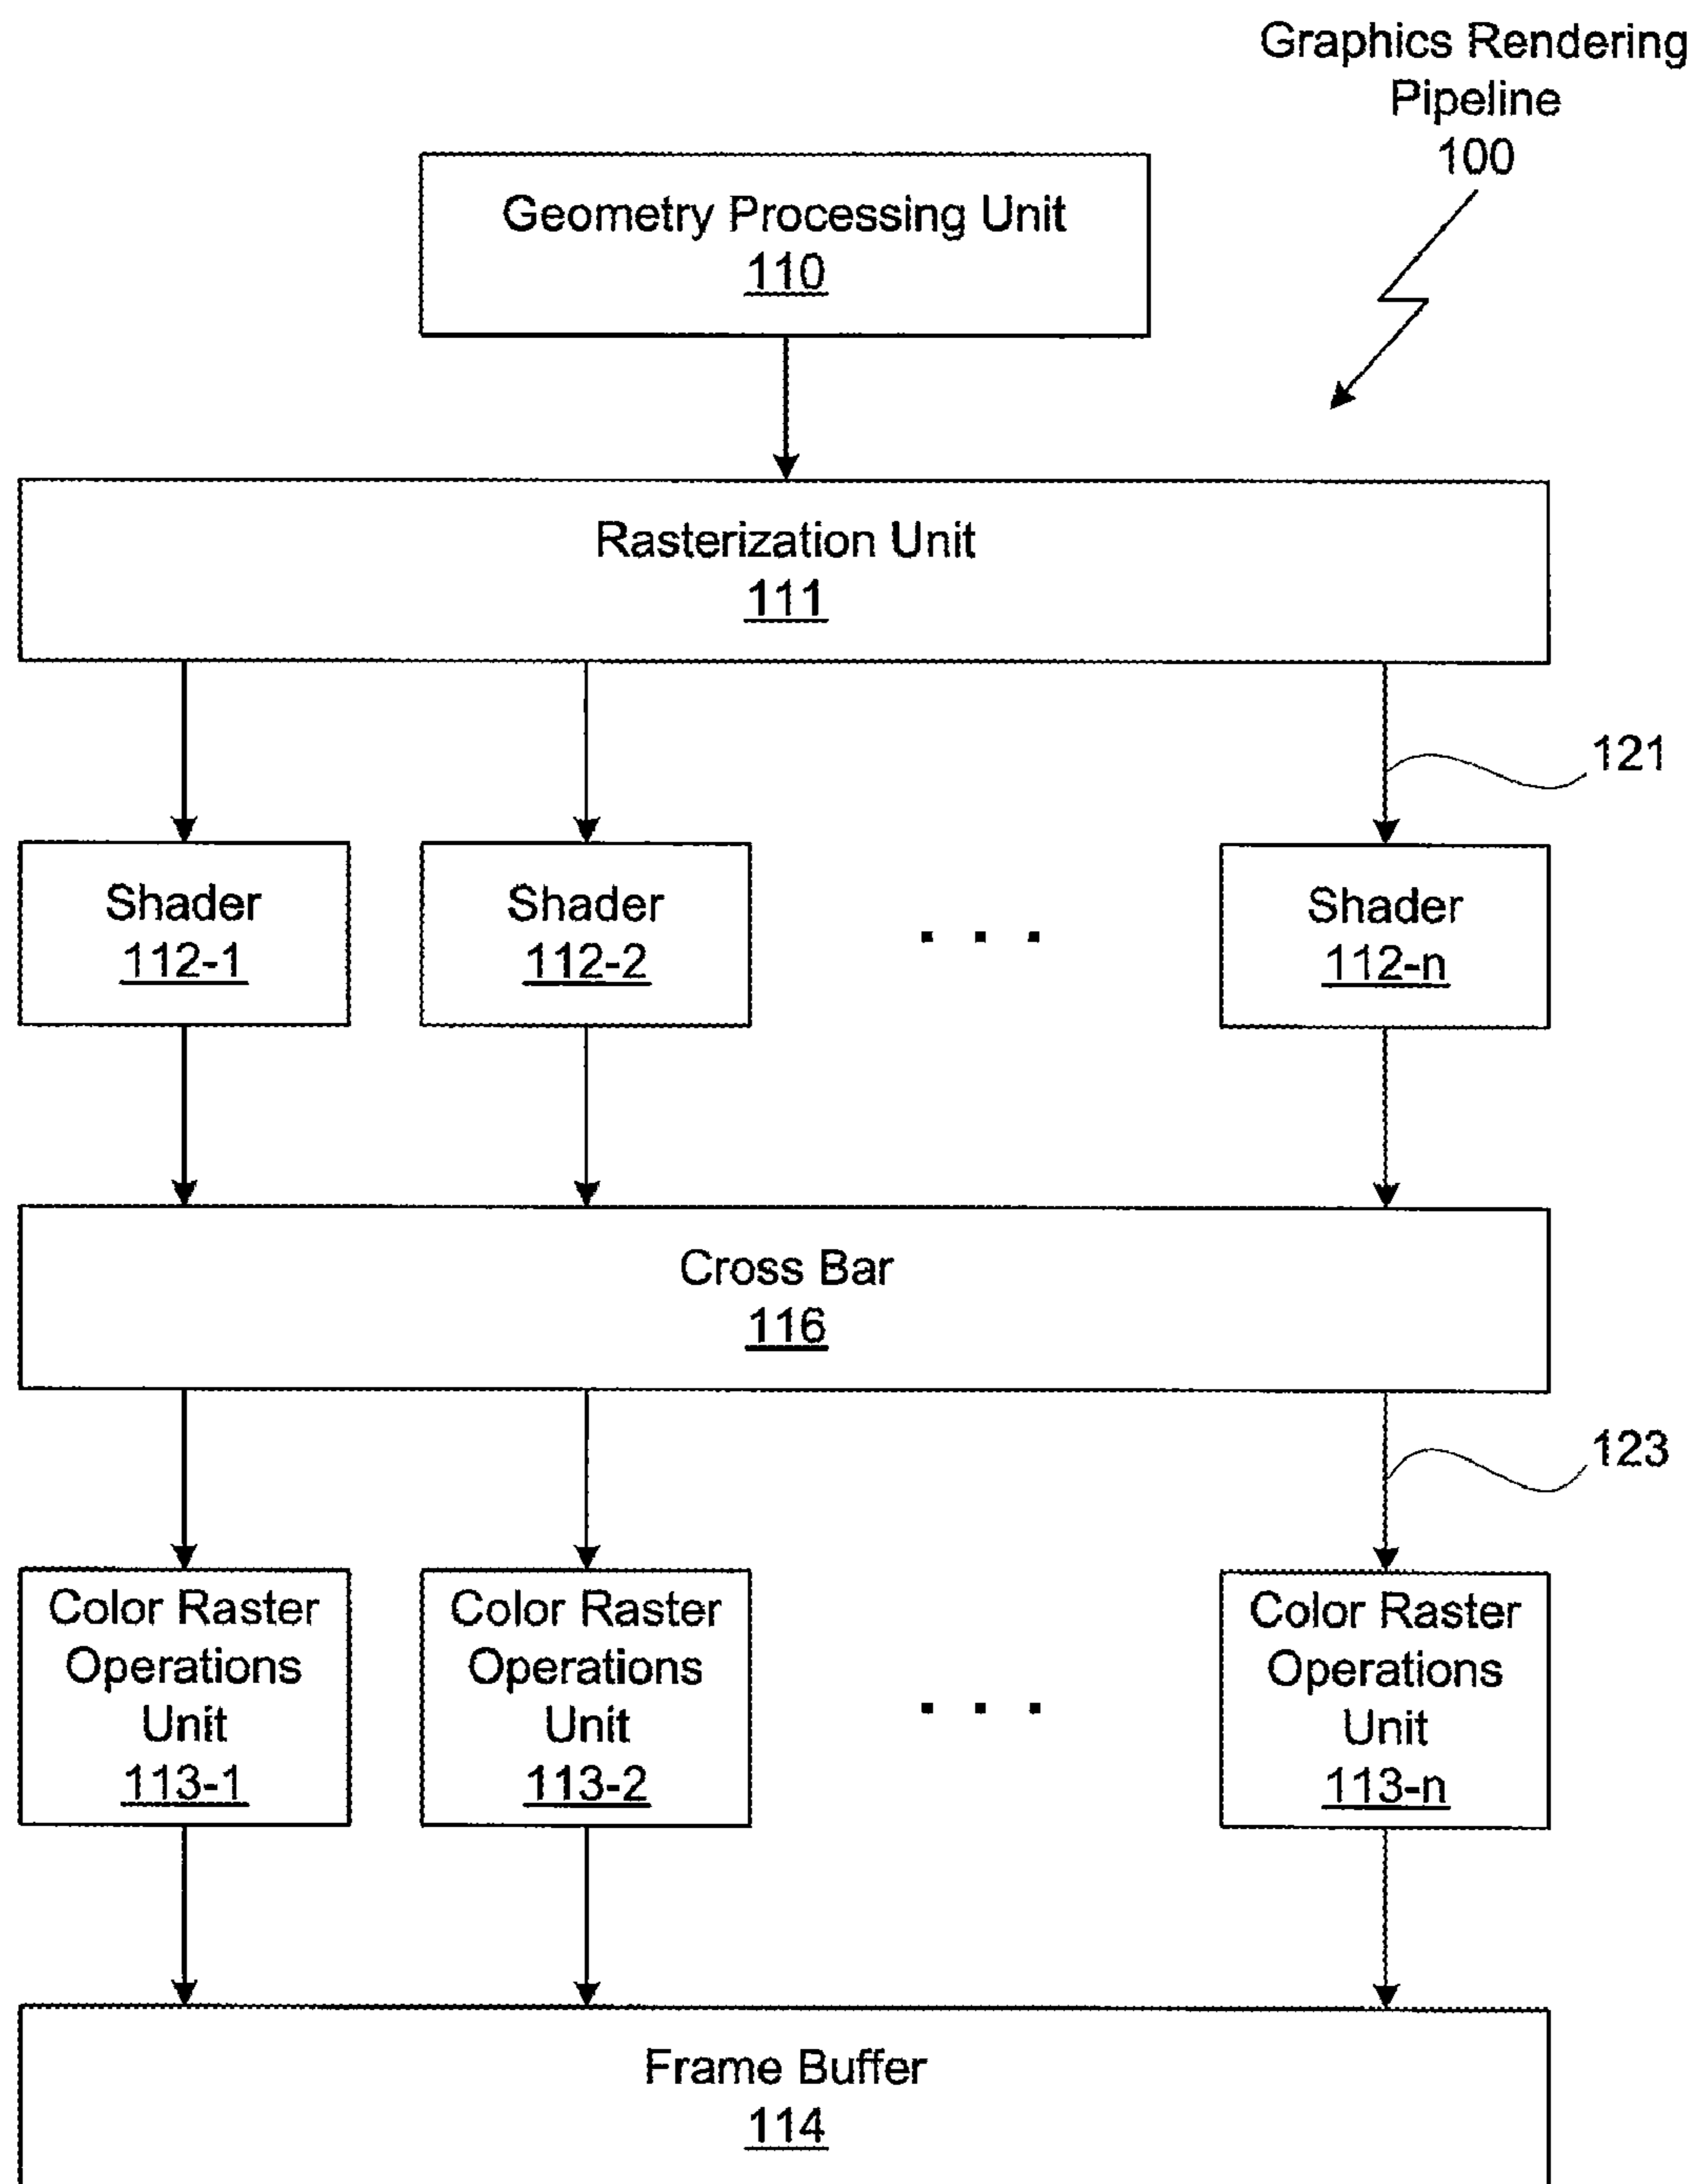 Graphics Rendering
Pipeline
100
Geometry Processing Unit
110
Rasterization Unit
111
121
Shader
112-1
Shader
112-2
. . .
Shader
112-n
Cross Bar
116
123
Color Raster
Operations
Unit
113-1
Color Raster
Operations
Unit
113-2
. . .
Color Raster
Operations
Unit
113-n
Frame Buffer
114